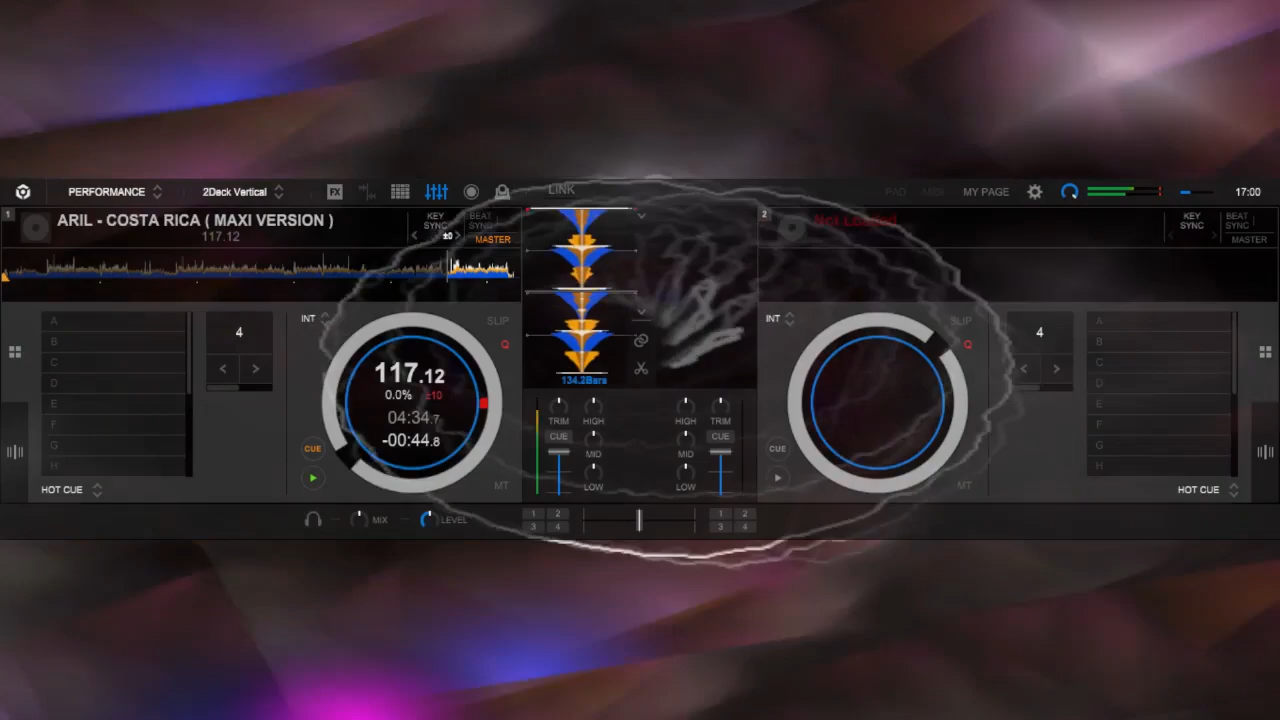 PERFORMANCE 2Deck Vertical FX LINK PAD MIDI MY PAGE 17:00
1 ARIL - COSTA RICA ( MAXI VERSION ) KEY SYNC BEAT SYNC 2 Not Loaded KEY SYNC BEAT SYNC
117.12 ±0 MASTER MASTER
INT SLIP INT SLIP
A A
B 4 Q Q 4 B
C C
D 117.12 134.2Bars D
E 0.0% ±10 E
F 04:34.7 TRIM HIGH HIGH TRIM F
G -00:44.8 CUE CUE G
CUE MID MID CUE
H H
HOT CUE MT LOW LOW MT HOT CUE
MIX LEVEL 1 2 1 2
3 4 3 4